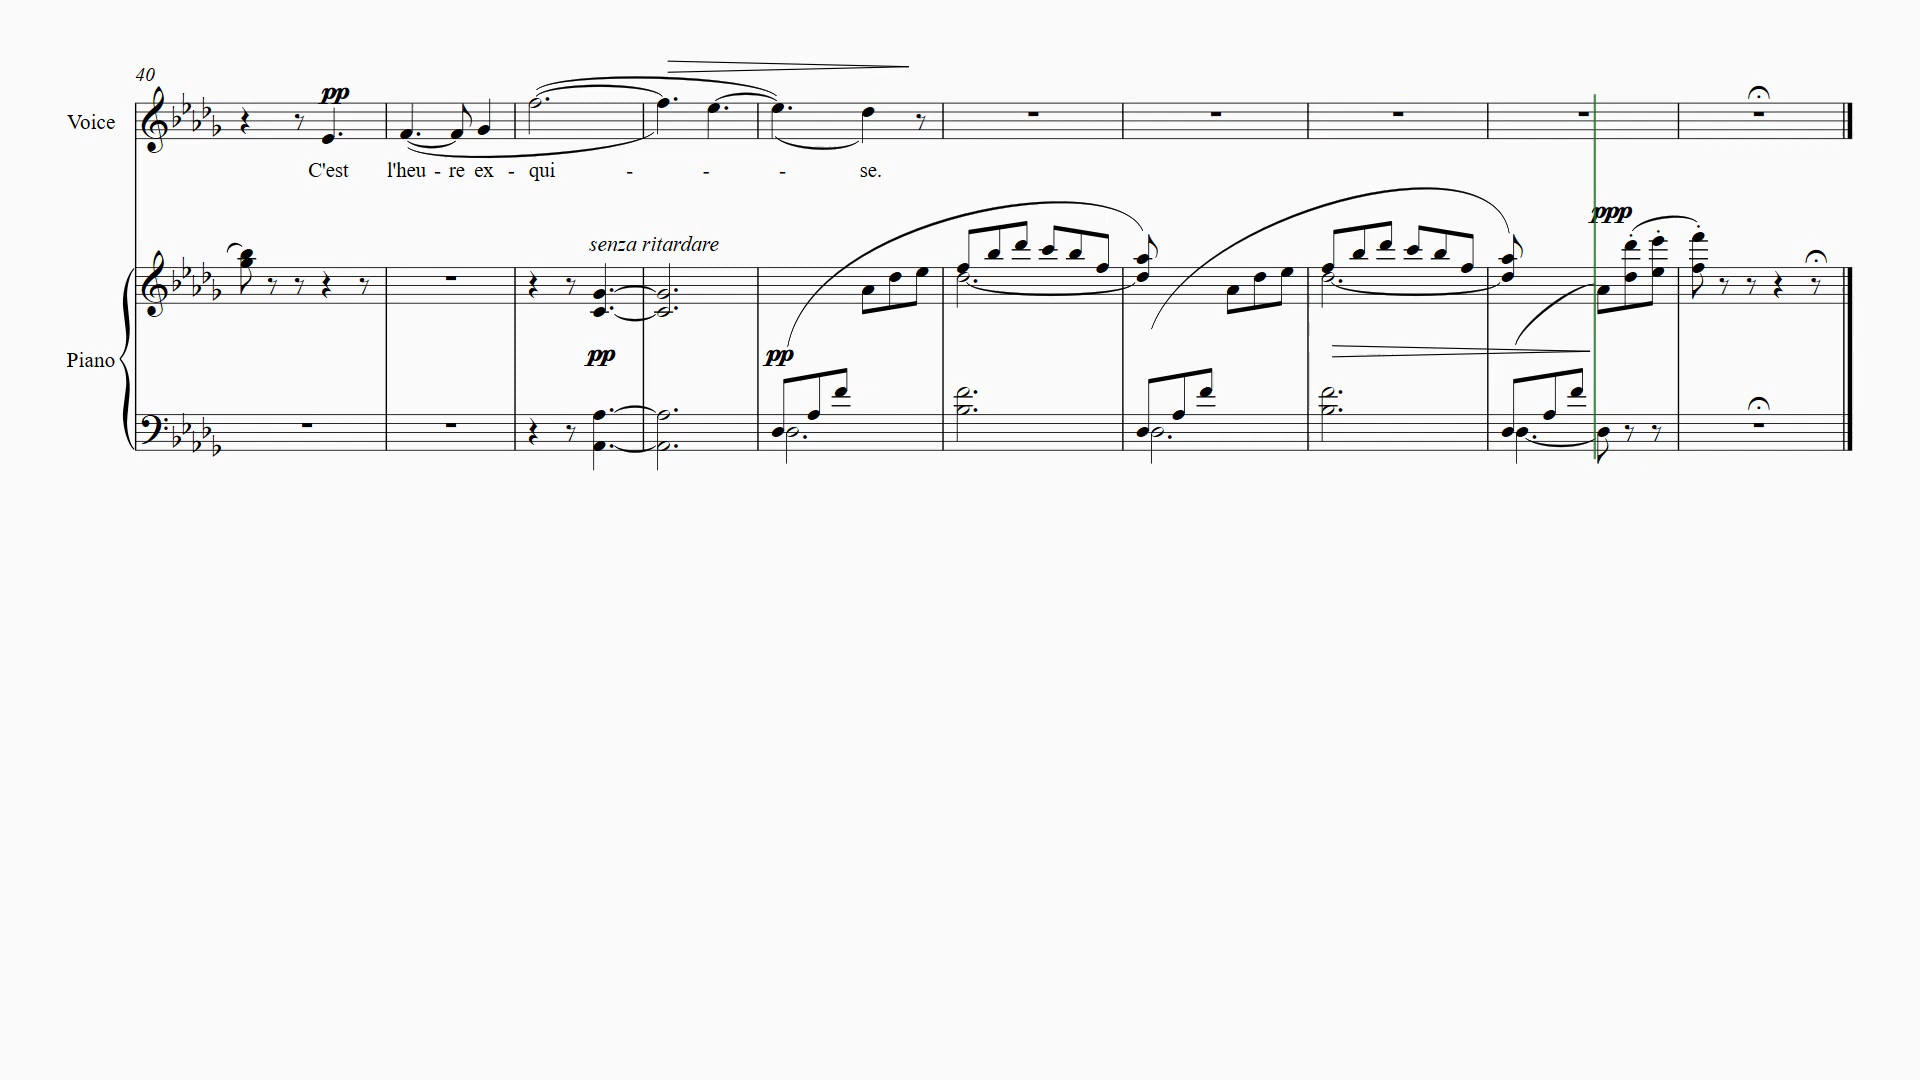 40
pp
Voice
C'est l'heu - re ex - qui - - - se.
ppp
senza ritardare
Piano
pp
pp